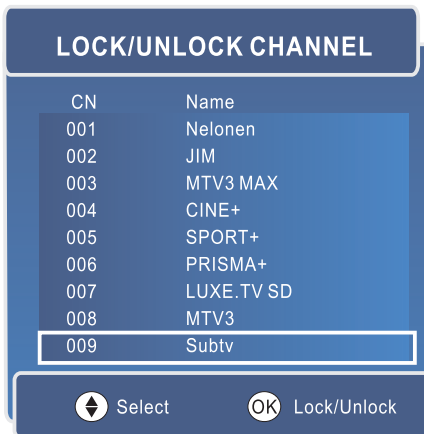 LOCK/UNLOCK CHANNEL
CN Name
001 Nelonen
002 JIM
003 MTV3 MAX
004 CINE+
005 SPORT+
006 PRISMA+
007 LUXE.TV SD
008 MTV3
009 Subtv
Select OK Lock/Unlock